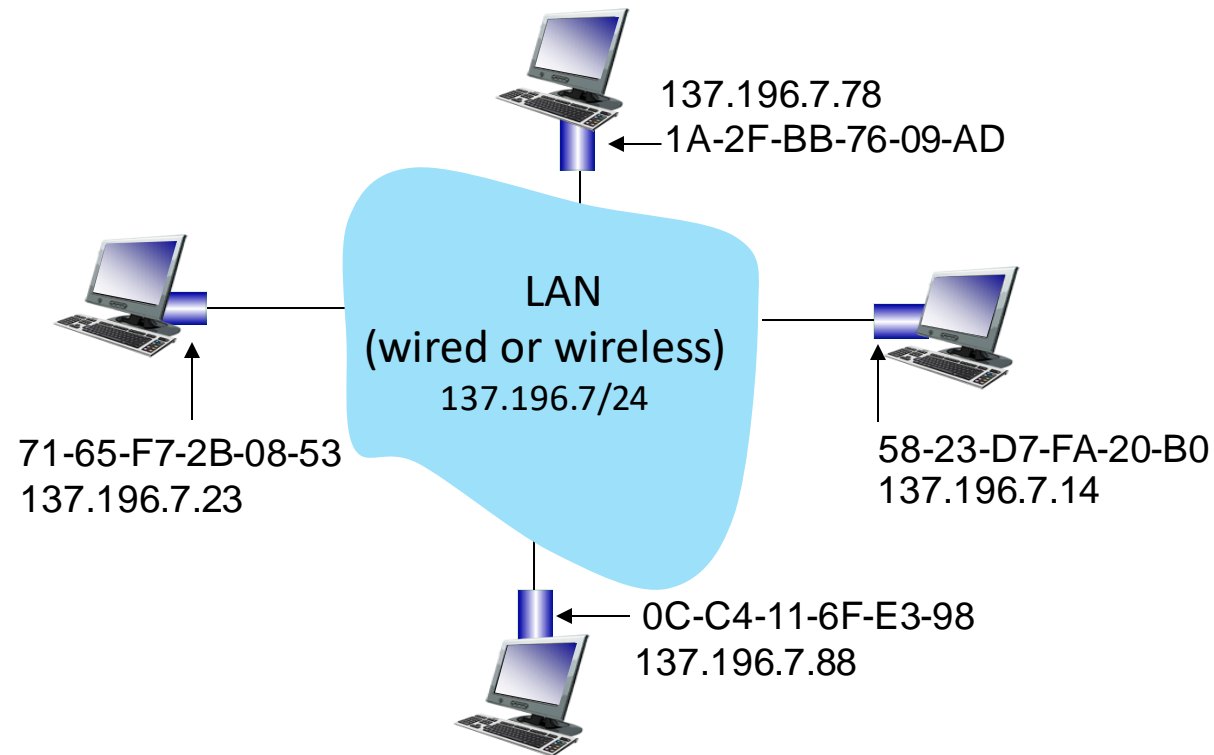 137.196.7.78
1A-2F-BB-76-09-AD
LAN
(wired or wireless)
137.196.7/24
71-65-F7-2B-08-53
137.196.7.23
58-23-D7-FA-20-B0
137.196.7.14
0C-C4-11-6F-E3-98
137.196.7.88